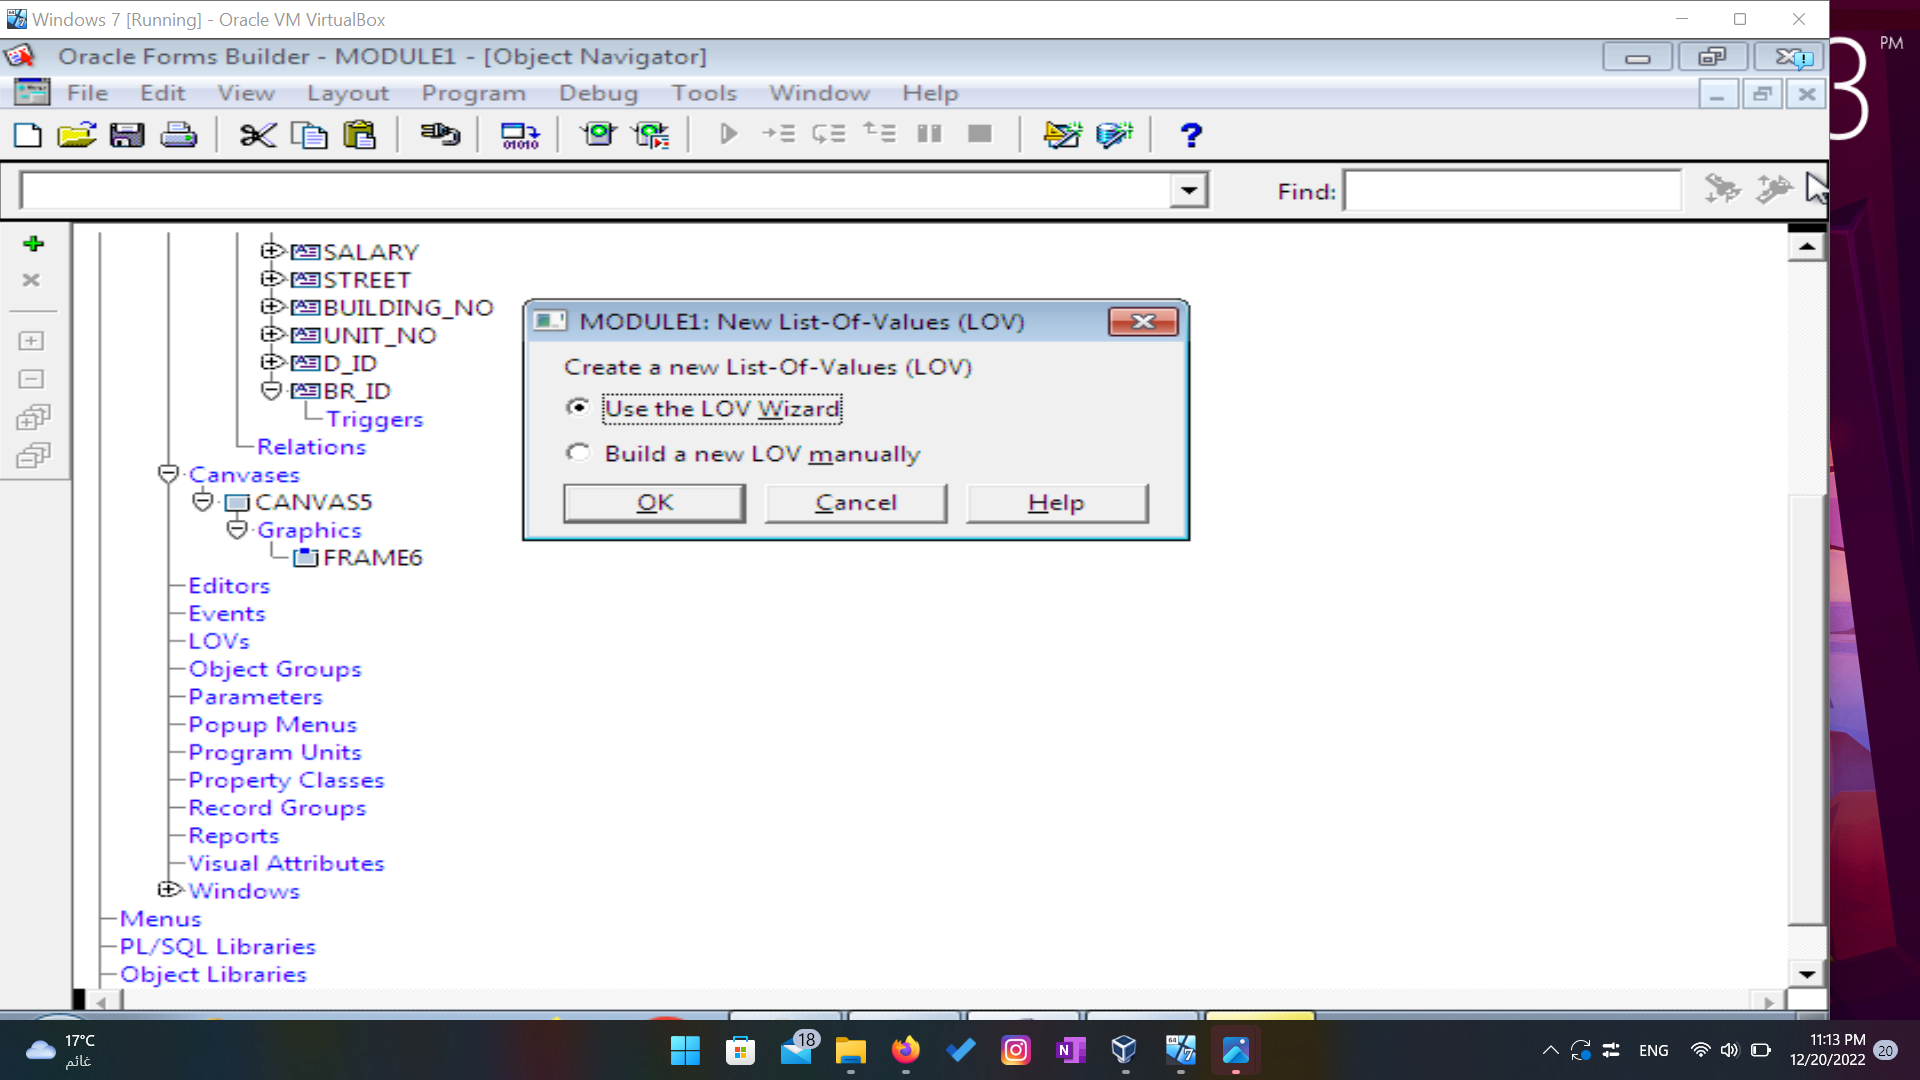 Windows 7 [Running] - Oracle VM VirtualBox
Oracle Forms Builder - MODULE1 - [Object Navigator]
PM
3
File Edit View Layout Program Debug Tools Window Help
01010
Find:
SALARY
STREET
BUILDING_NO
UNIT_NO
D_ID
BR_ID
Triggers
Relations
Canvases
CANVAS5
Graphics
FRAME6
Editors
Events
LOVs
Object Groups
Parameters
Popup Menus
Program Units
Property Classes
Record Groups
Reports
Visual Attributes
Windows
Menus
PL/SQL Libraries
Object Libraries
MODULE1: New List-Of-Values (LOV)
Create a new List-Of-Values (LOV)
Use the LOV Wizard
Build a new LOV manually
OK Cancel Help
17°C
غائم
18
N
64
7
ENG
11:13 PM
12/20/2022
20